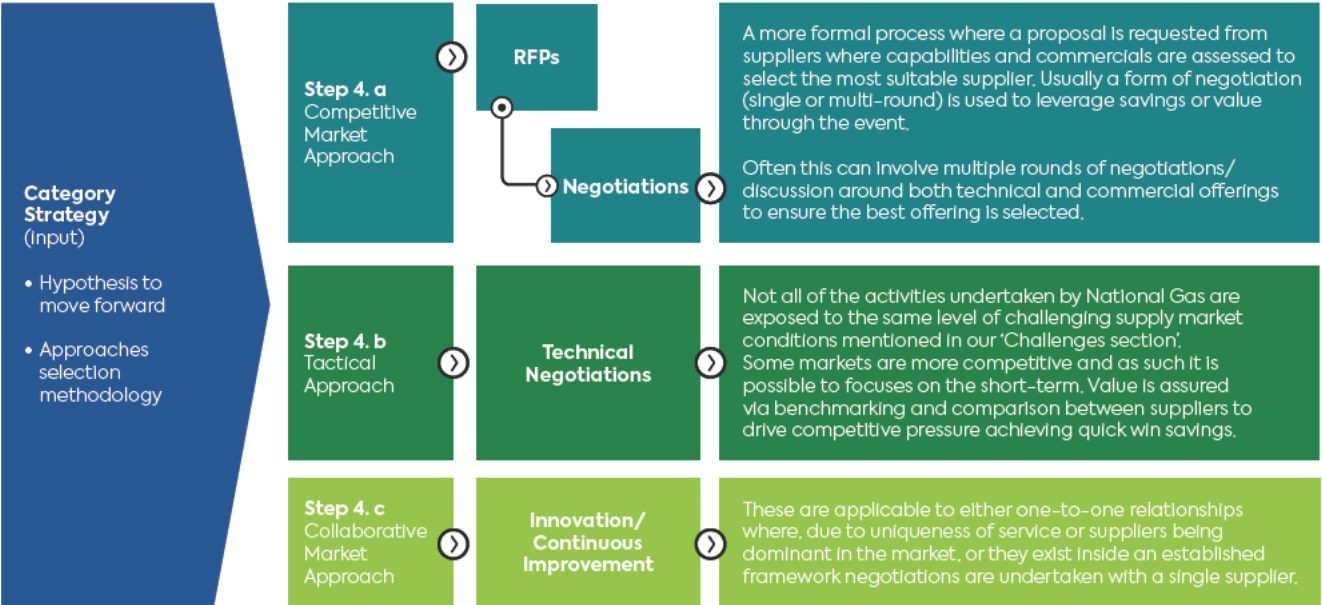 Category
Strategy
(input)
• Hypothesis to
move forward
• Approaches
selection
methodology
Step 4. a
Competitive
Market
Approach
RFPs
Negotiations
A more formal process where a proposal is requested from
suppliers where capabilities and commercials are assessed to
select the most suitable supplier. Usually a form of negotiation
(single or multi-round) is used to leverage savings or value
through the event.
Often this can involve multiple rounds of negotiations/
discussion around both technical and commercial offerings
to ensure the best offering is selected.
Step 4. b
Tactical
Approach
Technical
Negotiations
Not all of the activities undertaken by National Gas are
exposed to the same level of challenging supply market
conditions mentioned in our ‘Challenges section’.
Some markets are more competitive and as such it is
possible to focuses on the short-term. Value is assured
via benchmarking and comparison between suppliers to
drive competitive pressure achieving quick win savings.
Step 4. c
Collaborative
Market
Approach
Innovation/
Continuous
Improvement
These are applicable to either one-to-one relationships
where, due to uniqueness of service or suppliers being
dominant in the market, or they exist inside an established
framework negotiations are undertaken with a single supplier.